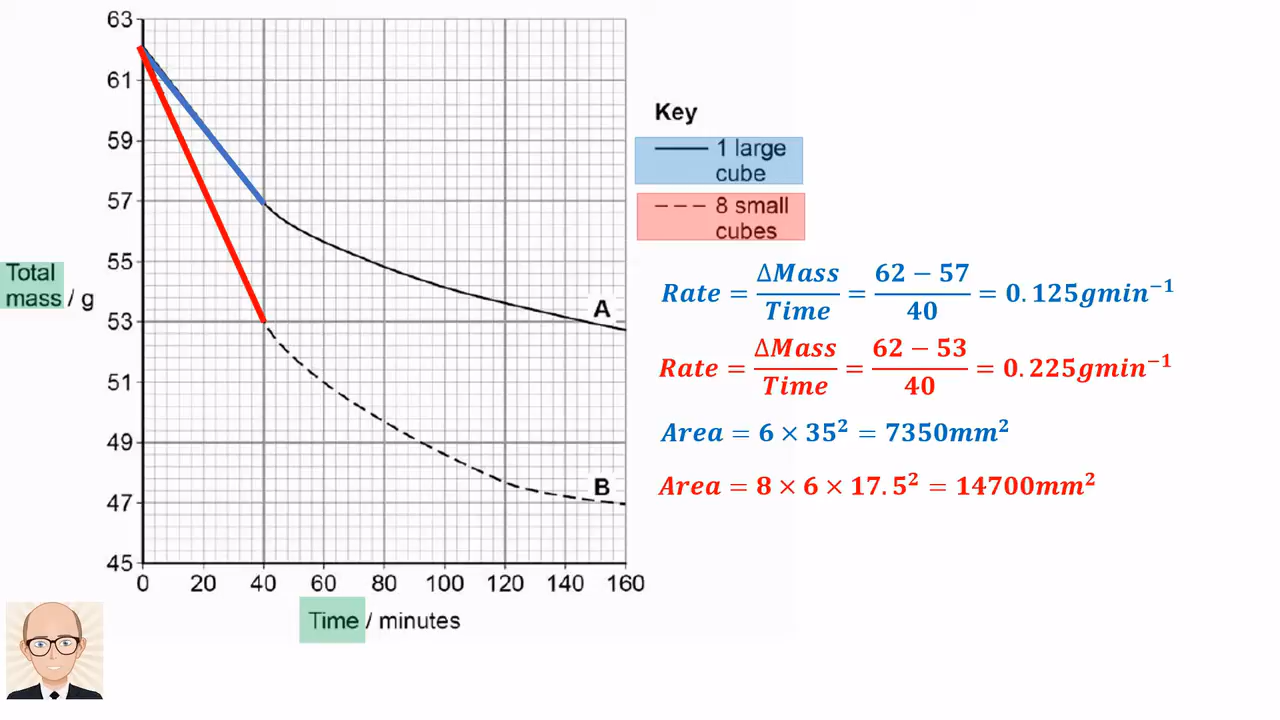 63
61
59
57
55
53
51
49
47
45
Total
mass / g
0 20 40 60 80 100 120 140 160
Time / minutes
A
B
Key
1 large
cube
8 small
cubes
Rate = ΔMass/Time = 62 − 57/40 = 0.125gmin⁻¹
Rate = ΔMass/Time = 62 − 53/40 = 0.225gmin⁻¹
Area = 6 × 35² = 7350mm²
Area = 8 × 6 × 17.5² = 14700mm²